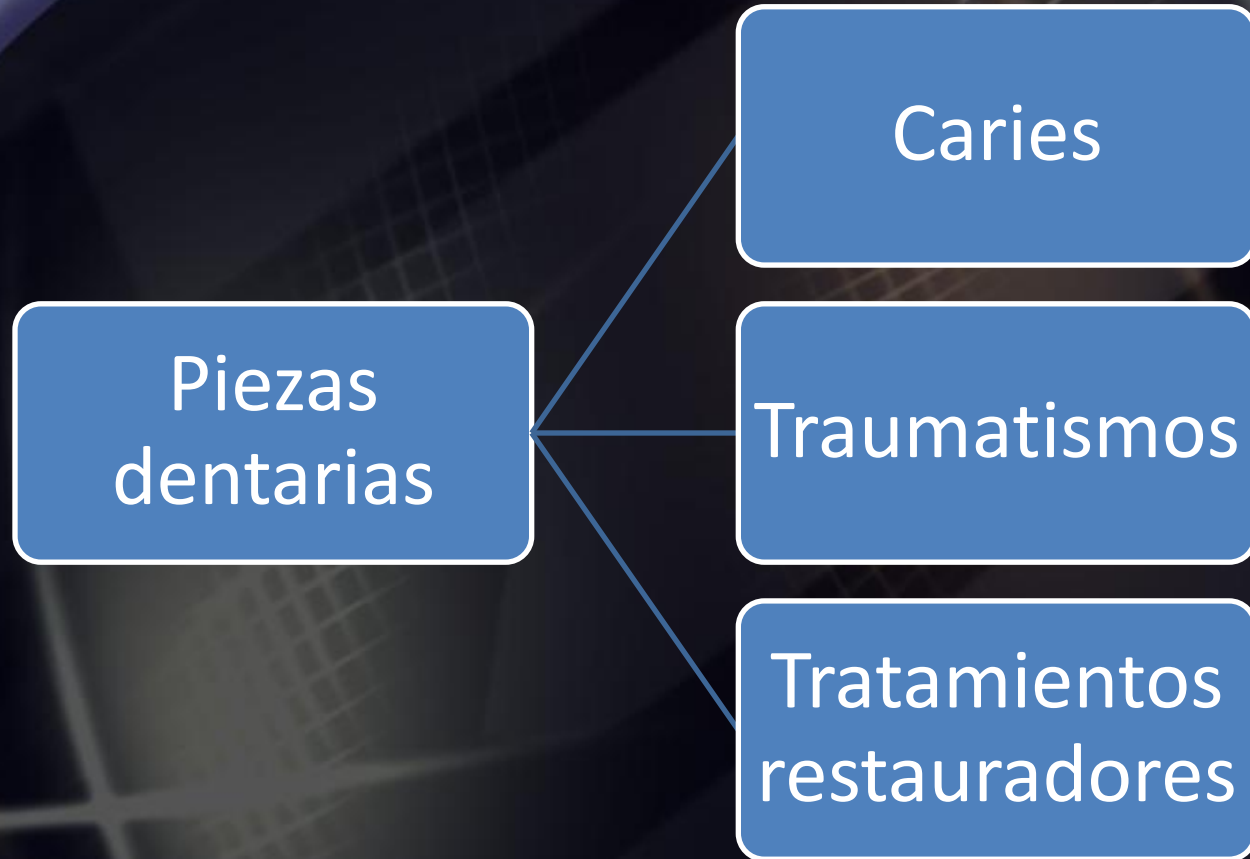 Piezas
dentarias
Caries
Traumatismos
Tratamientos
restauradores